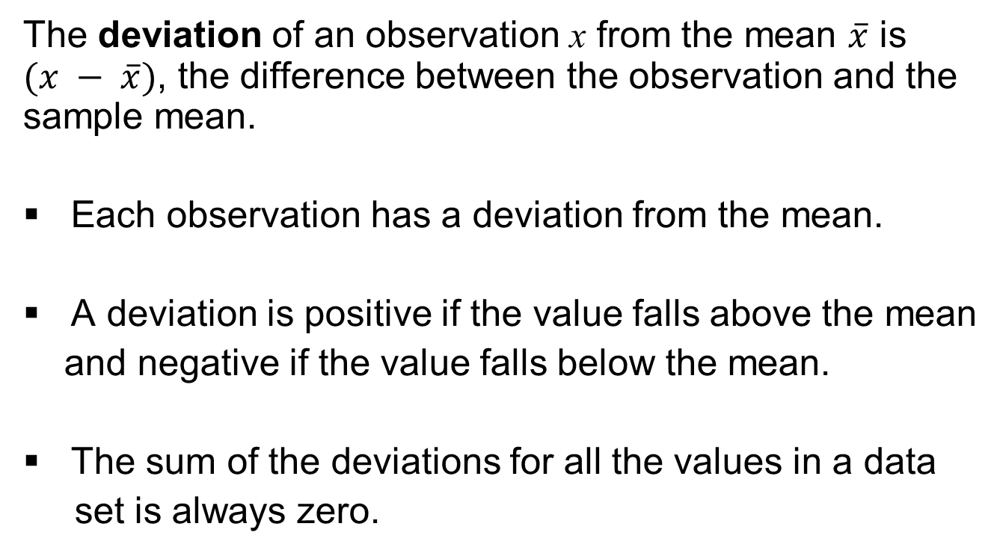 The deviation of an observation x from the mean x̄ is
(x − x̄), the difference between the observation and the
sample mean.
▪ Each observation has a deviation from the mean.
▪ A deviation is positive if the value falls above the mean
and negative if the value falls below the mean.
▪ The sum of the deviations for all the values in a data
set is always zero.